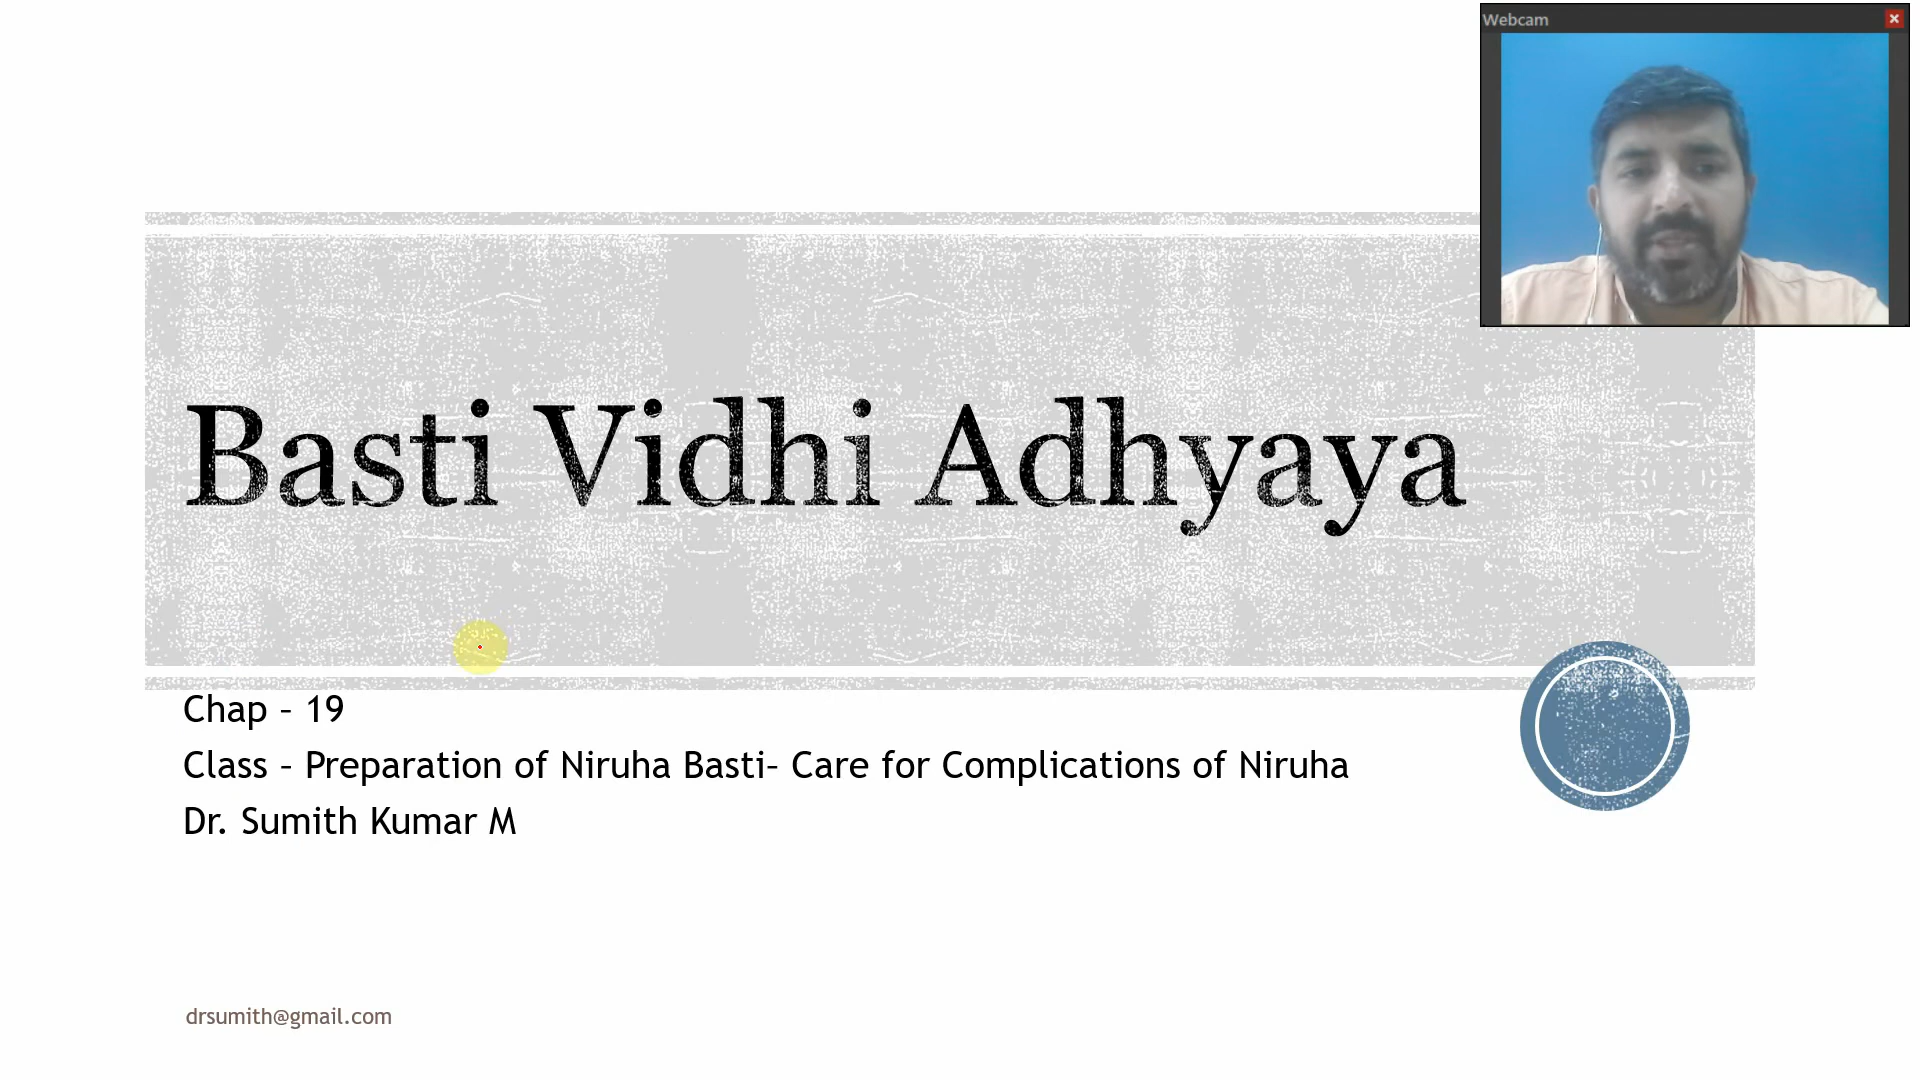 Webcam
Basti Vidhi Adhyaya
Chap - 19
Class - Preparation of Niruha Basti- Care for Complications of Niruha
Dr. Sumith Kumar M
drsumith@gmail.com